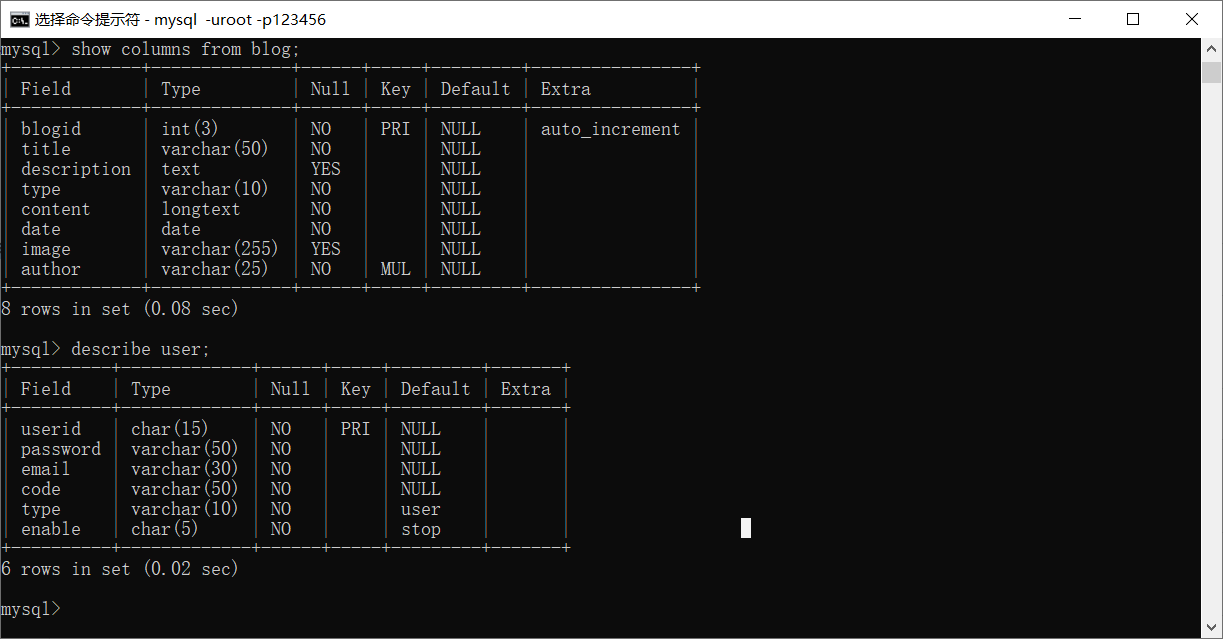 选择命令提示符 - mysql  -uroot -p123456
mysql> show columns from blog;
+-------------+--------------+------+-----+---------+----------------+
| Field       | Type         | Null | Key | Default | Extra          |
+-------------+--------------+------+-----+---------+----------------+
| blogid      | int(3)       | NO   | PRI | NULL    | auto_increment |
| title       | varchar(50)  | NO   |     | NULL    |                |
| description | text         | YES  |     | NULL    |                |
| type        | varchar(10)  | NO   |     | NULL    |                |
| content     | longtext     | NO   |     | NULL    |                |
| date        | date         | NO   |     | NULL    |                |
| image       | varchar(255) | YES  |     | NULL    |                |
| author      | varchar(25)  | NO   | MUL | NULL    |                |
+-------------+--------------+------+-----+---------+----------------+
8 rows in set (0.08 sec)
mysql> describe user;
+----------+-------------+------+-----+---------+-------+
| Field    | Type        | Null | Key | Default | Extra |
+----------+-------------+------+-----+---------+-------+
| userid   | char(15)    | NO   | PRI | NULL    |       |
| password | varchar(50) | NO   |     | NULL    |       |
| email    | varchar(30) | NO   |     | NULL    |       |
| code     | varchar(50) | NO   |     | NULL    |       |
| type     | varchar(10) | NO   |     | user    |       |
| enable   | char(5)     | NO   |     | stop    |       |
+----------+-------------+------+-----+---------+-------+
6 rows in set (0.02 sec)
mysql>